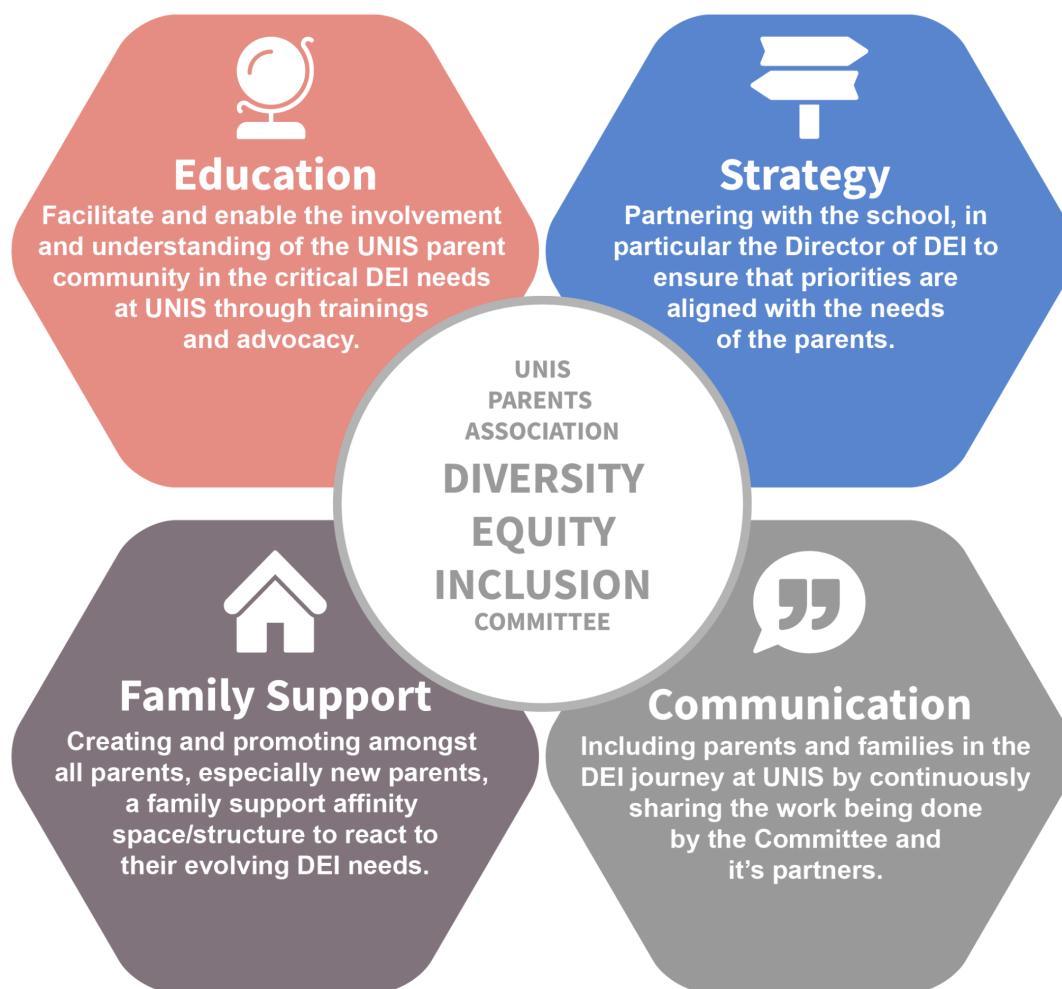 Education
Facilitate and enable the involvement
and understanding of the UNIS parent
community in the critical DEI needs
at UNIS through trainings
and advocacy.
Strategy
Partnering with the school, in
particular the Director of DEI to
ensure that priorities are
aligned with the needs
of the parents.
UNIS
PARENTS
ASSOCIATION
DIVERSITY
EQUITY
INCLUSION
COMMITTEE
Family Support
Creating and promoting amongst
all parents, especially new parents,
a family support affinity
space/structure to react to
their evolving DEI needs.
Communication
Including parents and families in the
DEI journey at UNIS by continuously
sharing the work being done
by the Committee and
it’s partners.